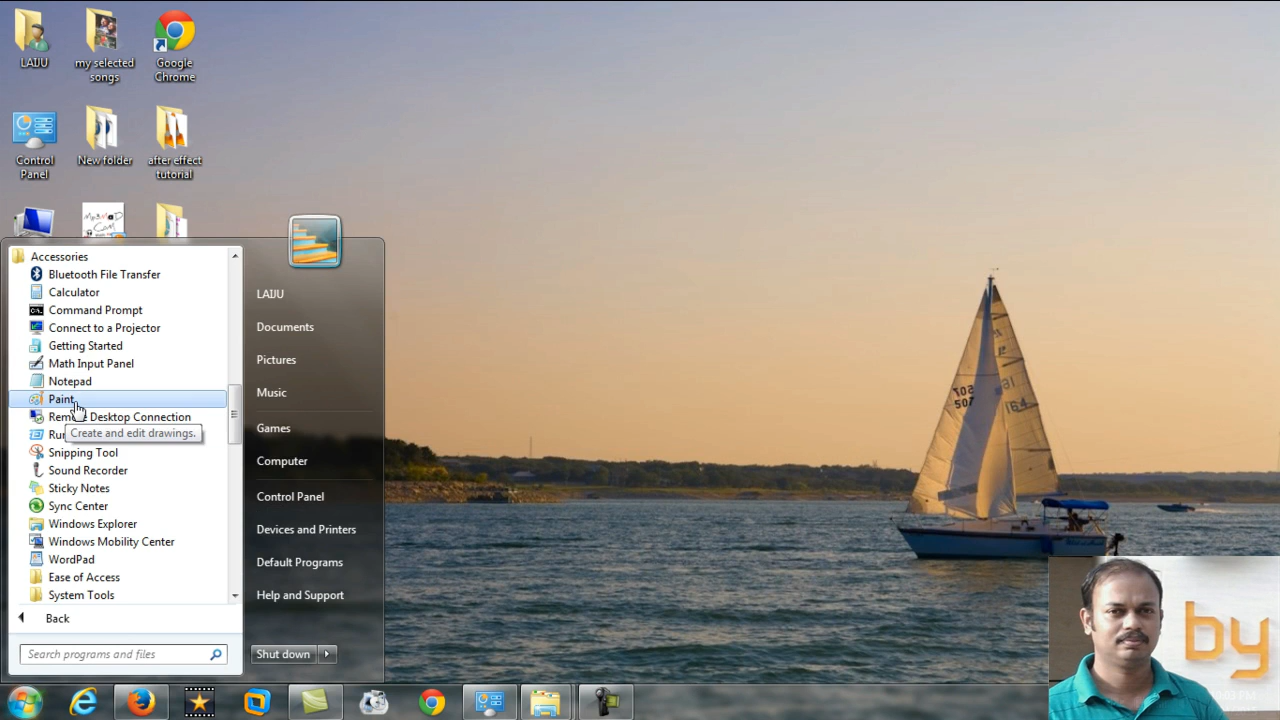 LAIJU
my selected
songs
Google
Chrome
Control
Panel
New folder
after effect
tutorial
Accessories
Bluetooth File Transfer
Calculator
Command Prompt
Connect to a Projector
Getting Started
Math Input Panel
Notepad
Paint
Desktop Connection
Create and edit drawings.
Snipping Tool
Sound Recorder
Sticky Notes
Sync Center
Windows Explorer
Windows Mobility Center
WordPad
Ease of Access
System Tools
Back
Search programs and files
LAIJU
Documents
Pictures
Music
Games
Computer
Control Panel
Devices and Printers
Default Programs
Help and Support
Shut down
by